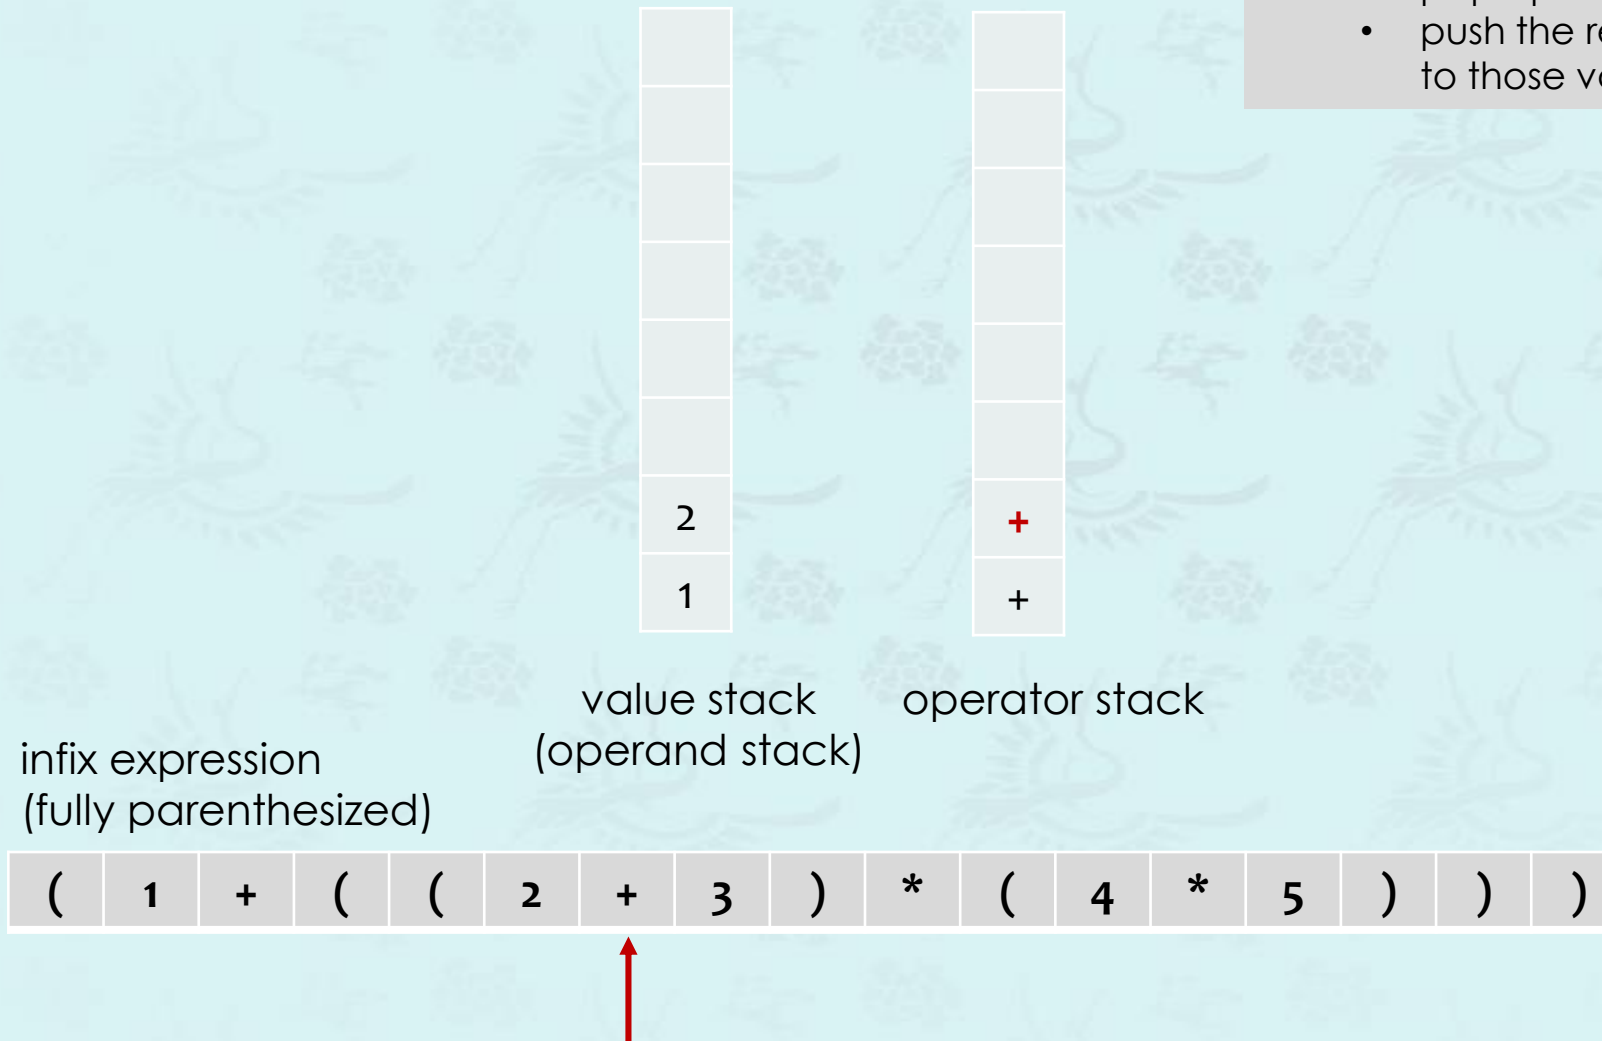 • push the
to those
2
1
+
+
value stack
(operand stack)
operator stack
infix expression
(fully parenthesized)
( 1 + ( ( 2 + 3 ) * ( 4 * 5 ) ) )